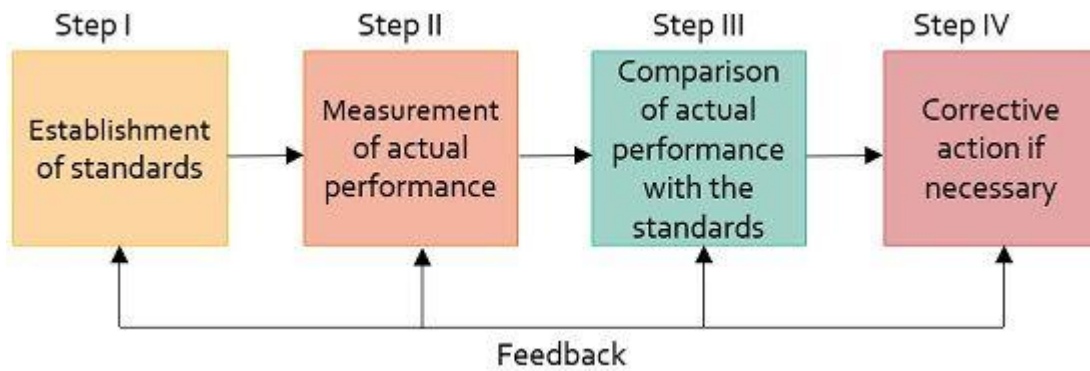 Step I
Establishment
of standards
Step II
Measurement
of actual
performance
Step III
Comparison
of actual
performance
with the
standards
Step IV
Corrective
action if
necessary
Feedback